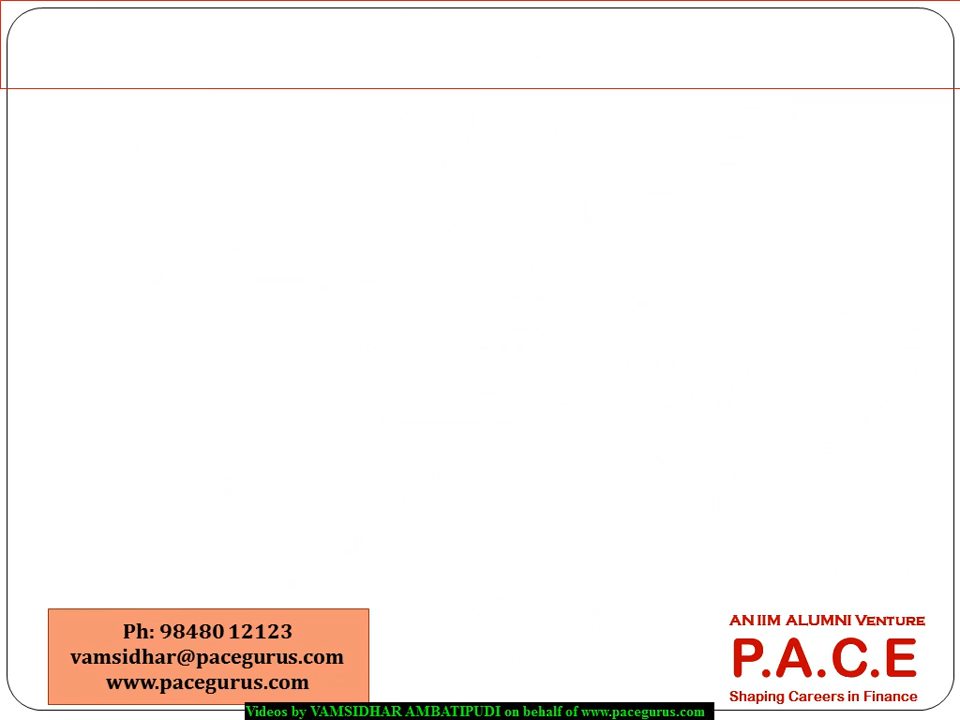 Ph: 98480 12123
vamsidhar@pacegurus.com
www.pacegurus.com
AN IIM ALUMNI VENTURE
P.A.C.E
Shaping Careers in Finance
Videos by VAMSIDHAR AMBATIPUDI on behalf of www.pacegurus.com